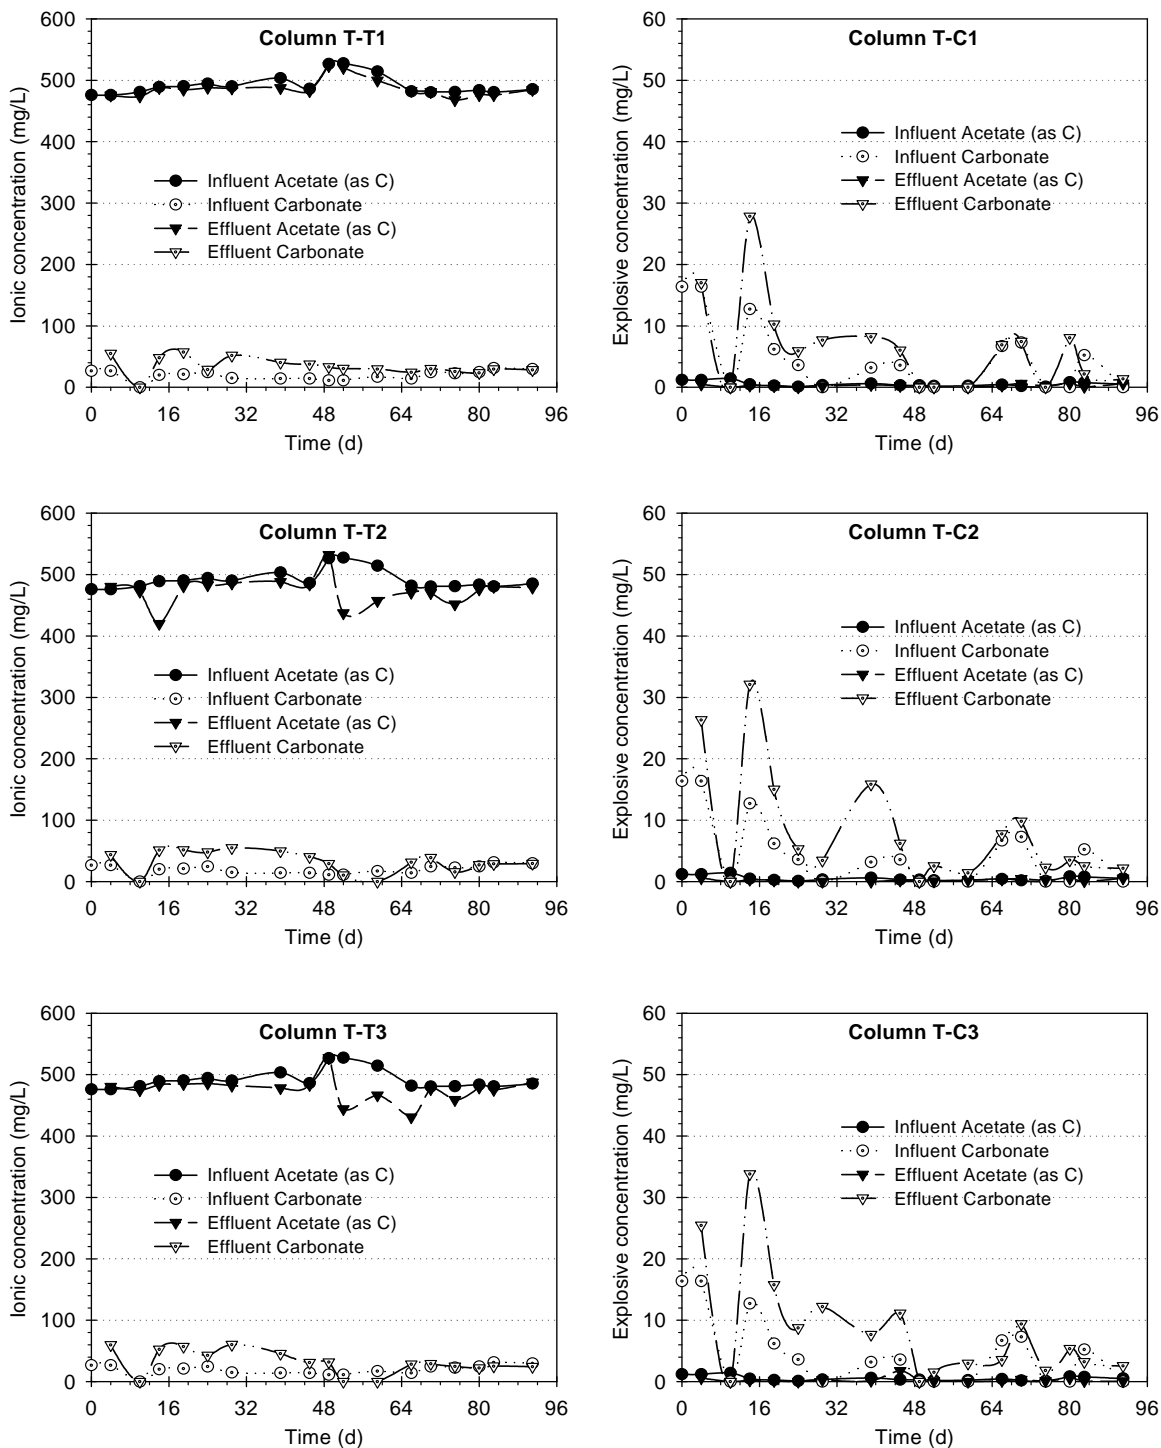 Column T-T1
Ionic concentration (mg/L)
600
500
400
300
200
100
0
Influent Acetate (as C)
Influent Carbonate
Effluent Acetate (as C)
Effluent Carbonate
0 16 32 48 64 80 96
Time (d)
Column T-C1
Explosive concentration (mg/L)
60
50
40
30
20
10
0
Influent Acetate (as C)
Influent Carbonate
Effluent Acetate (as C)
Effluent Carbonate
0 16 32 48 64 80 96
Time (d)
Column T-T2
Ionic concentration (mg/L)
600
500
400
300
200
100
0
Influent Acetate (as C)
Influent Carbonate
Effluent Acetate (as C)
Effluent Carbonate
0 16 32 48 64 80 96
Time (d)
Column T-C2
Explosive concentration (mg/L)
60
50
40
30
20
10
0
Influent Acetate (as C)
Influent Carbonate
Effluent Acetate (as C)
Effluent Carbonate
0 16 32 48 64 80 96
Time (d)
Column T-T3
Ionic concentration (mg/L)
600
500
400
300
200
100
0
Influent Acetate (as C)
Influent Carbonate
Effluent Acetate (as C)
Effluent Carbonate
0 16 32 48 64 80 96
Time (d)
Column T-C3
Explosive concentration (mg/L)
60
50
40
30
20
10
0
Influent Acetate (as C)
Influent Carbonate
Effluent Acetate (as C)
Effluent Carbonate
0 16 32 48 64 80 96
Time (d)